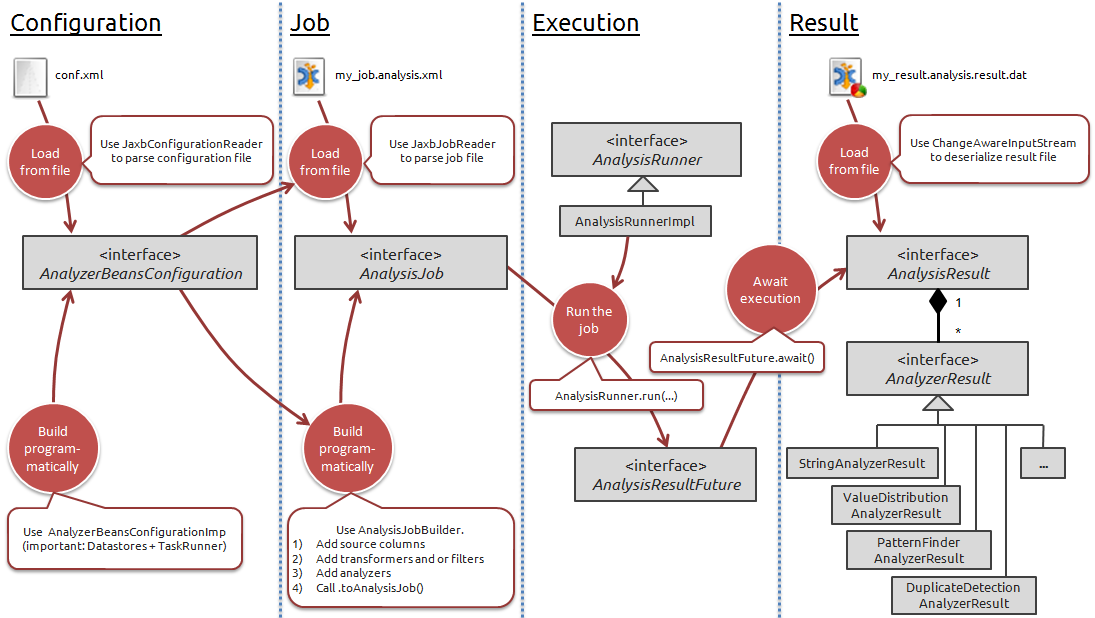 Configuration
conf.xml
Load
from file
Use JaxbConfigurationReader
to parse configuration file
<interface>
AnalyzerBeansConfiguration
Build
program-
matically
Use  AnalyzerBeansConfigurationImp
(important: Datastores + TaskRunner)
Job
my_job.analysis.xml
Load
from file
Use JaxbJobReader
to parse job file
<interface>
AnalysisJob
Build
program-
matically
Use AnalysisJobBuilder.
1) Add source columns
2) Add transformers and or filters
3) Add analyzers
4) Call .toAnalysisJob()
Execution
<interface>
AnalysisRunner
AnalysisRunnerImpl
Run the
job
AnalysisRunner.run(...)
Await
execution
AnalysisResultFuture.await()
<interface>
AnalysisResultFuture
Result
my_result.analysis.result.dat
Load
from file
Use ChangeAwareInputStream
to deserialize result file
<interface>
AnalysisResult
1
*
<interface>
AnalyzerResult
StringAnalyzerResult
...
ValueDistribution
AnalyzerResult
PatternFinder
AnalyzerResult
DuplicateDetection
AnalyzerResult